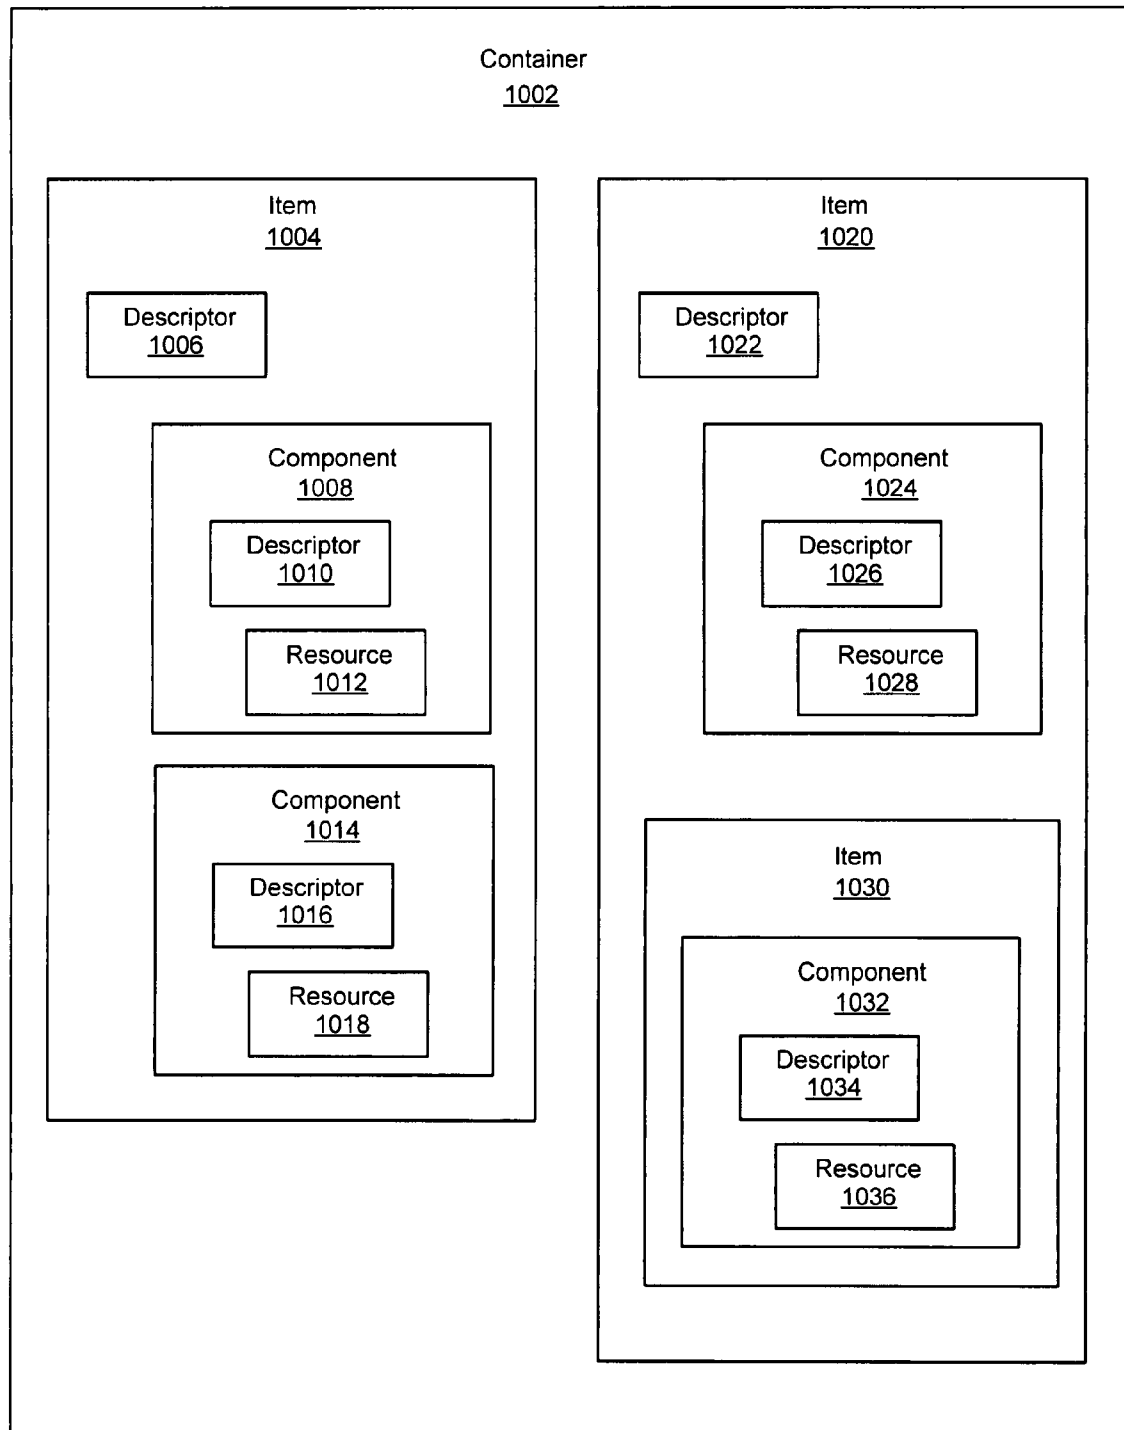 Container
1002
Item
1004
Descriptor
1006
Component
1008
Descriptor
1010
Resource
1012
Component
1014
Descriptor
1016
Resource
1018
Item
1020
Descriptor
1022
Component
1024
Descriptor
1026
Resource
1028
Item
1030
Component
1032
Descriptor
1034
Resource
1036